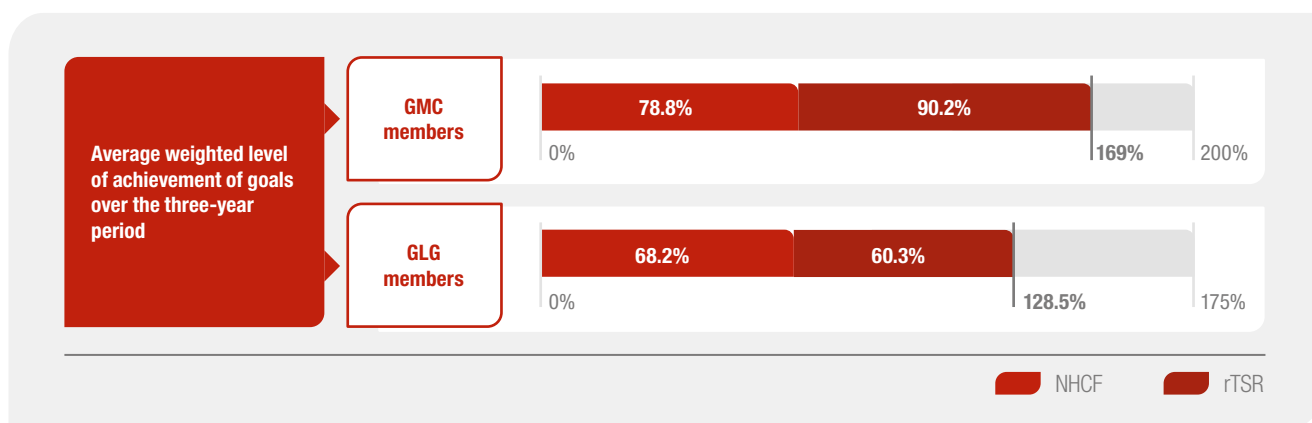 Average weighted level
of achievement of goals
over the three-year
period
GMC
members
78.8%
90.2%
0%
169%
200%
GLG
members
68.2%
60.3%
0%
128.5%
175%
NHCF
rTSR